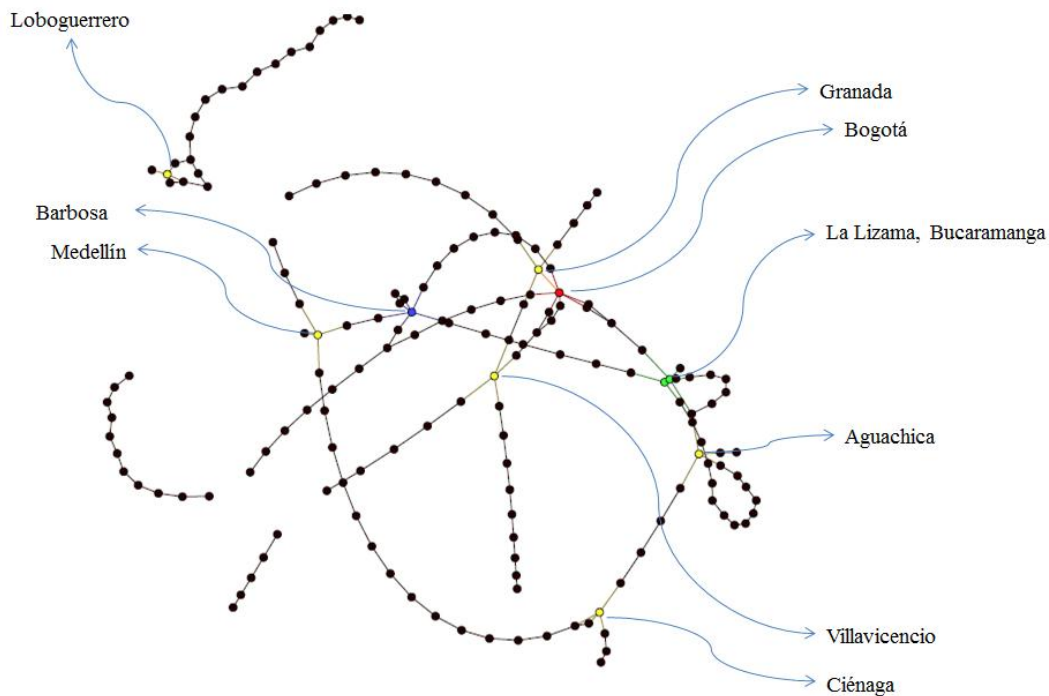 Loboguerrero
Granada
Bogotá
Barbosa
Medellín
La Lizama, Bucaramanga
Aguachica
Villavicencio
Ciénaga